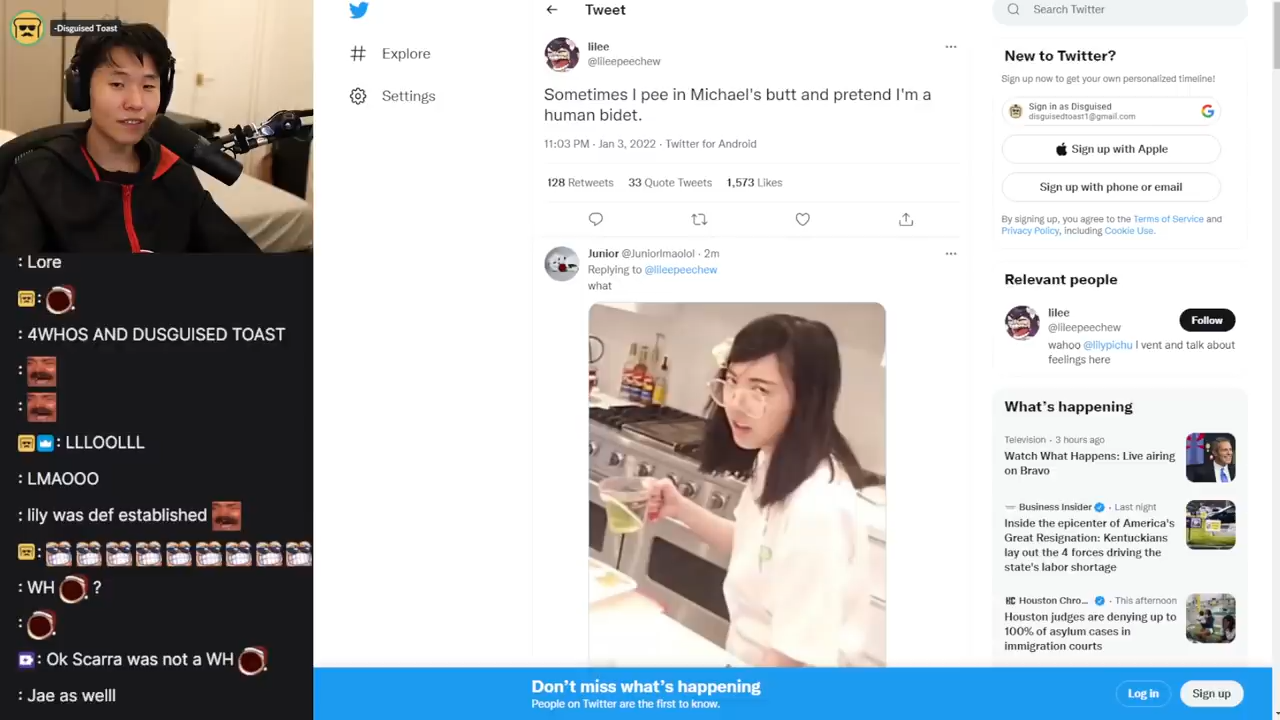 -Disguised Toast
: Lore
:
: 4WHOS AND DUSGUISED TOAST
:
:
: LLLOOLLL
: LMAOOO
: lily was def established
:
: WH ?
:
: Ok Scarra was not a WH
: Jae as welll
Explore
Settings
Tweet
lilee
@lileepeechew
Sometimes I pee in Michael's butt and pretend I'm a
human bidet.
11:03 PM · Jan 3, 2022 · Twitter for Android
128 Retweets 33 Quote Tweets 1,573 Likes
Junior @Juniorlmaolol · 2m
Replying to @lileepeechew
what
Search Twitter
New to Twitter?
Sign up now to get your own personalized timeline!
Sign in as Disguised
disguisedtoast1@gmail.com
Sign up with Apple
Sign up with phone or email
By signing up, you agree to the Terms of Service and
Privacy Policy, including Cookie Use.
Relevant people
lilee
@lileepeechew
Follow
wahoo @lilypichu I vent and talk about
feelings here
What's happening
Television · 3 hours ago
Watch What Happens: Live airing
on Bravo
Business Insider · Last night
Inside the epicenter of America's
Great Resignation: Kentuckians
lay out the 4 forces driving the
state's labor shortage
Houston Chro... · This afternoon
Houston judges are denying up to
100% of asylum cases in
immigration courts
Don't miss what's happening
People on Twitter are the first to know.
Log in
Sign up